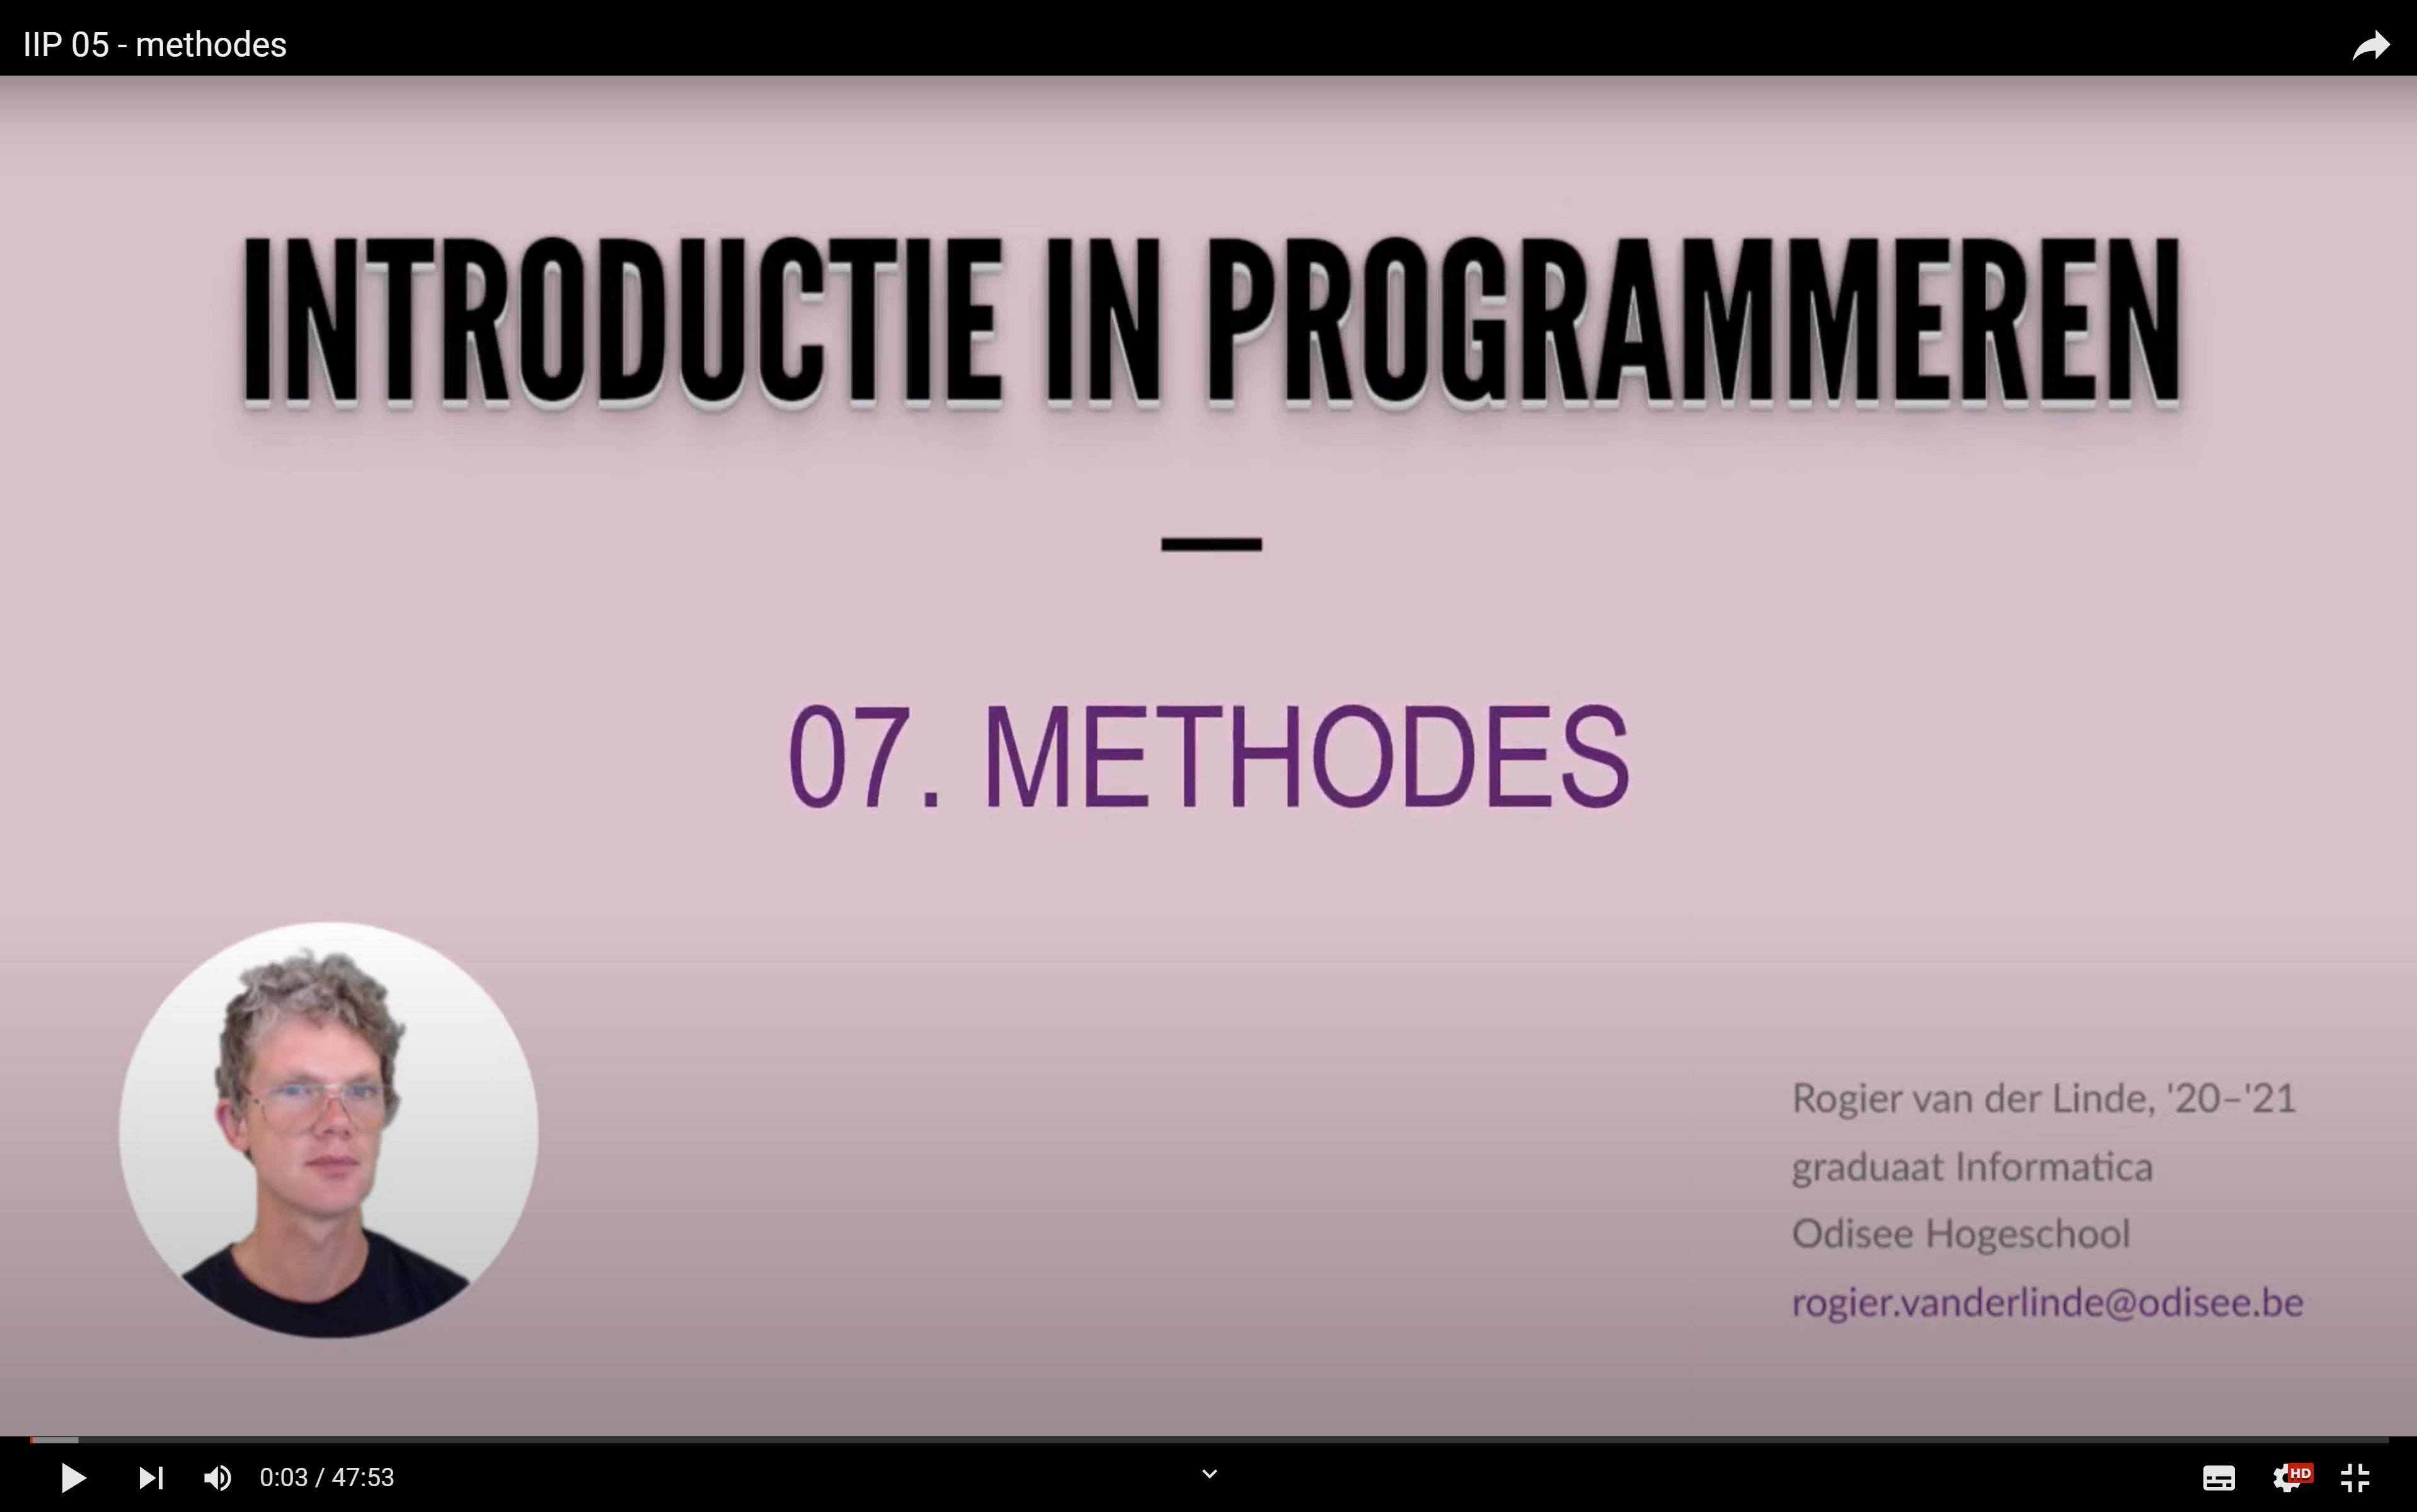 IIP 05 - methodes
INTRODUCTIE IN PROGRAMMEREN
07. METHODES
Rogier van der Linde, '20–'21
graduaat Informatica
Odisee Hogeschool
rogier.vanderlinde@odisee.be
0:03 / 47:53
HD